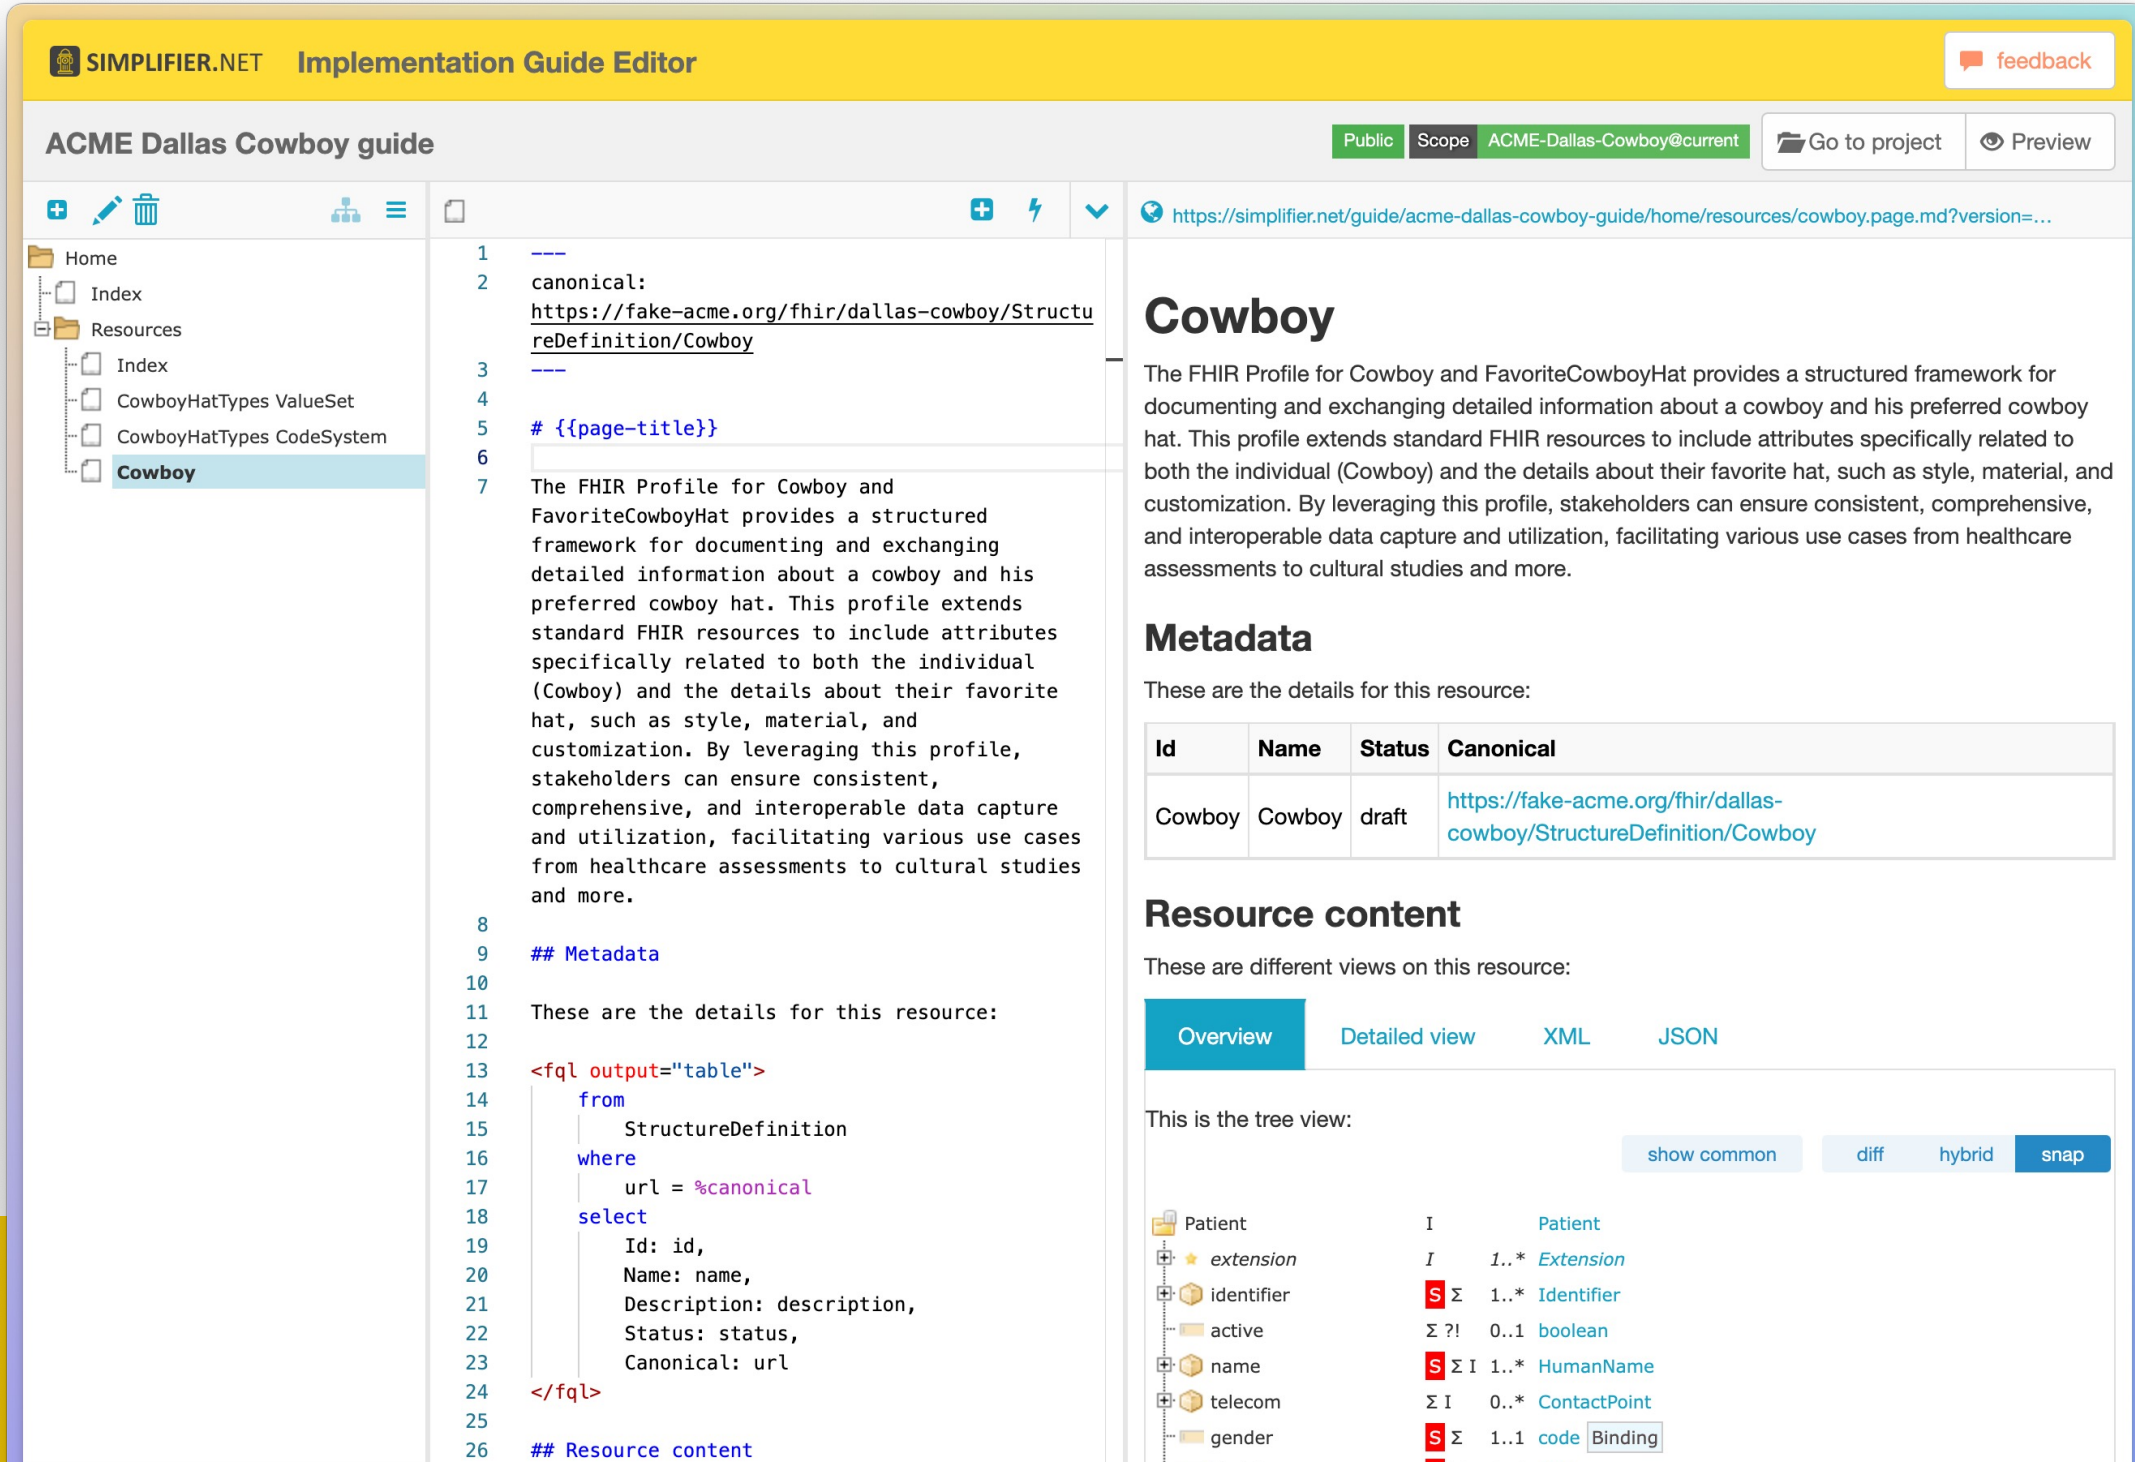 SIMPLIFIER.NET Implementation Guide Editor feedback
ACME Dallas Cowboy guide Public Scope ACME-Dallas-Cowboy@current Go to project Preview
https://simplifier.net/guide/acme-dallas-cowboy-guide/home/resources/cowboy.page.md?version=...
Home
Index
Resources
Index
CowboyHatTypes ValueSet
CowboyHatTypes CodeSystem
Cowboy
1 ---
2 canonical:
https://fake-acme.org/fhir/dallas-cowboy/Structu
reDefinition/Cowboy
3 ---
4
5 # {{page-title}}
6
7 The FHIR Profile for Cowboy and
FavoriteCowboyHat provides a structured
framework for documenting and exchanging
detailed information about a cowboy and his
preferred cowboy hat. This profile extends
standard FHIR resources to include attributes
specifically related to both the individual
(Cowboy) and the details about their favorite
hat, such as style, material, and
customization. By leveraging this profile,
stakeholders can ensure consistent,
comprehensive, and interoperable data capture
and utilization, facilitating various use cases
from healthcare assessments to cultural studies
and more.
8
9 ## Metadata
10
11 These are the details for this resource:
12
13 <fql output="table">
14 from
15 StructureDefinition
16 where
17 url = %canonical
18 select
19 Id: id,
20 Name: name,
21 Description: description,
22 Status: status,
23 Canonical: url
24 </fql>
25
26 ## Resource content
Cowboy
The FHIR Profile for Cowboy and FavoriteCowboyHat provides a structured framework for
documenting and exchanging detailed information about a cowboy and his preferred cowboy
hat. This profile extends standard FHIR resources to include attributes specifically related to
both the individual (Cowboy) and the details about their favorite hat, such as style, material, and
customization. By leveraging this profile, stakeholders can ensure consistent, comprehensive,
and interoperable data capture and utilization, facilitating various use cases from healthcare
assessments to cultural studies and more.
Metadata
These are the details for this resource:
Id Name Status Canonical
Cowboy Cowboy draft https://fake-acme.org/fhir/dallas-
cowboy/StructureDefinition/Cowboy
Resource content
These are different views on this resource:
Overview Detailed view XML JSON
This is the tree view:
show common diff hybrid snap
Patient I Patient
extension I 1..* Extension
identifier S Σ 1..* Identifier
active Σ ?! 0..1 boolean
name S Σ I 1..* HumanName
telecom Σ I 0..* ContactPoint
gender S Σ 1..1 code Binding